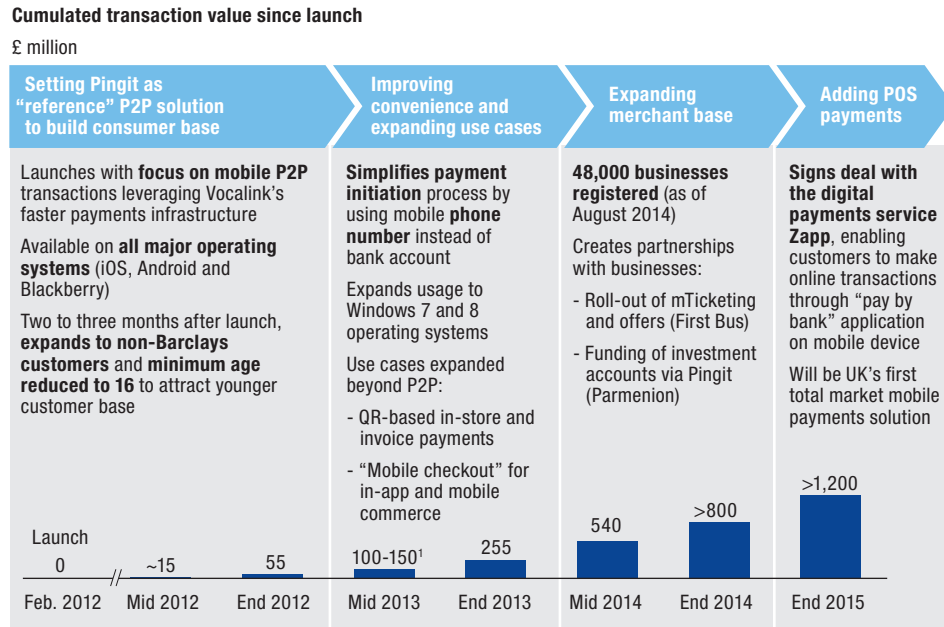 Cumulated transaction value since launch
£ million
Setting Pingit as
“reference” P2P solution
to build consumer base
Improving
convenience and
expanding use cases
Expanding
merchant base
Adding POS
payments
Launches with focus on mobile P2P
transactions leveraging Vocalink’s
faster payments infrastructure
Available on all major operating
systems (iOS, Android and
Blackberry)
Two to three months after launch,
expands to non-Barclays
customers and minimum age
reduced to 16 to attract younger
customer base
Simplifies payment
initiation process by
using mobile phone
number instead of
bank account
Expands usage to
Windows 7 and 8
operating systems
Use cases expanded
beyond P2P:
- QR-based in-store and
invoice payments
- “Mobile checkout” for
in-app and mobile
commerce
48,000 businesses
registered (as of
August 2014)
Creates partnerships
with businesses:
- Roll-out of mTicketing
and offers (First Bus)
- Funding of investment
accounts via Pingit
(Parmenion)
Signs deal with
the digital
payments service
Zapp, enabling
customers to make
online transactions
through “pay by
bank” application
on mobile device
Will be UK’s first
total market mobile
payments solution
Launch
0
~15
55
100-150¹
255
540
>800
>1,200
Feb. 2012
Mid 2012
End 2012
Mid 2013
End 2013
Mid 2014
End 2014
End 2015